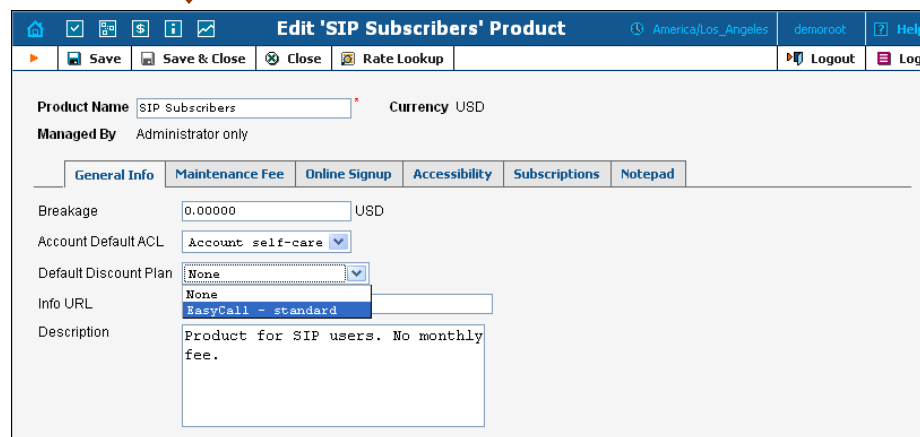 Edit 'SIP Subscribers' Product America/Los_Angeles demoroot Help
Save Save & Close Close Rate Lookup Logout Log
Product Name SIP Subscribers * Currency USD
Managed By Administrator only
General Info Maintenance Fee Online Signup Accessibility Subscriptions Notepad
Breakage 0.00000 USD
Account Default ACL Account self-care
Default Discount Plan None
None
Info URL EasyCall - standard
Description Product for SIP users. No monthly
fee.